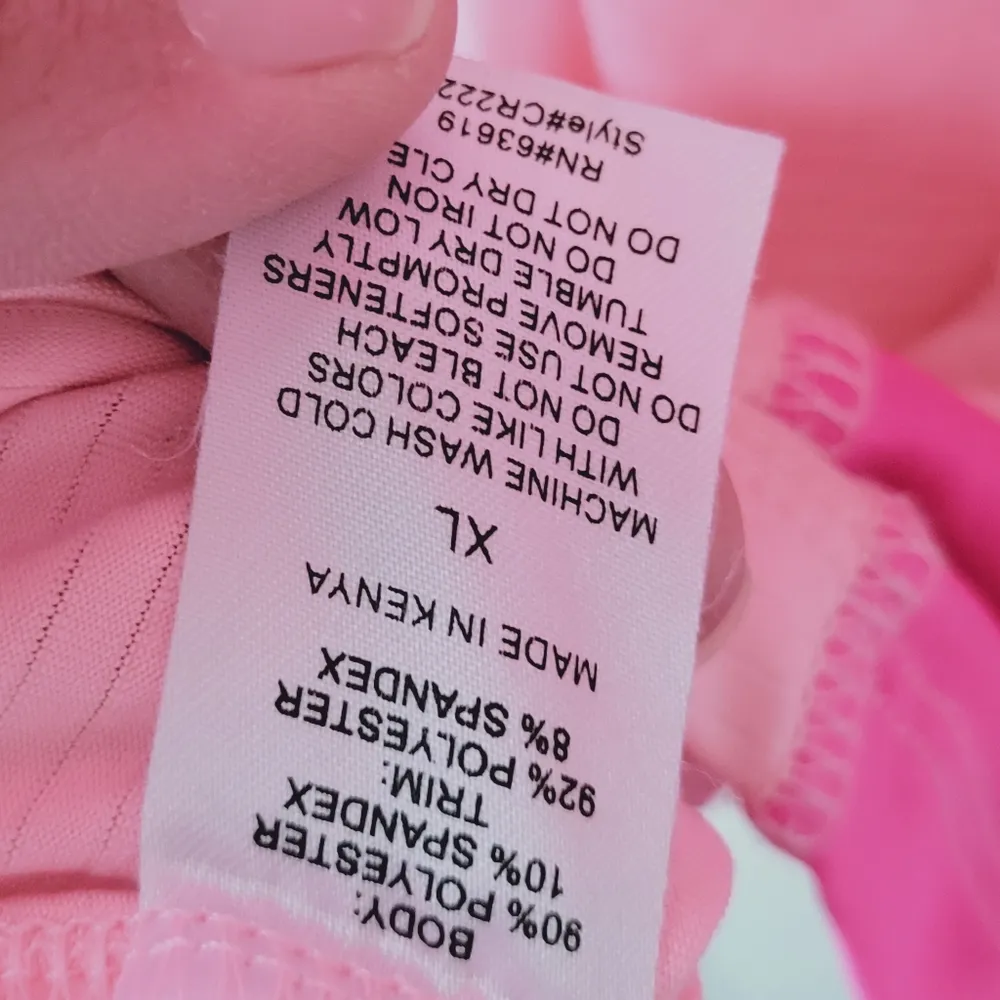 BODY:
90% POLYESTER
10% SPANDEX
TRIM:
92% POLYESTER
8% SPANDEX
MADE IN KENYA
XL
MACHINE WASH COLD
WITH LIKE COLORS
DO NOT BLEACH
DO NOT USE SOFTENERS
REMOVE PROMPTLY
TUMBLE DRY LOW
DO NOT IRON
DO NOT DRY CLE
RN#63619
Style#CR222